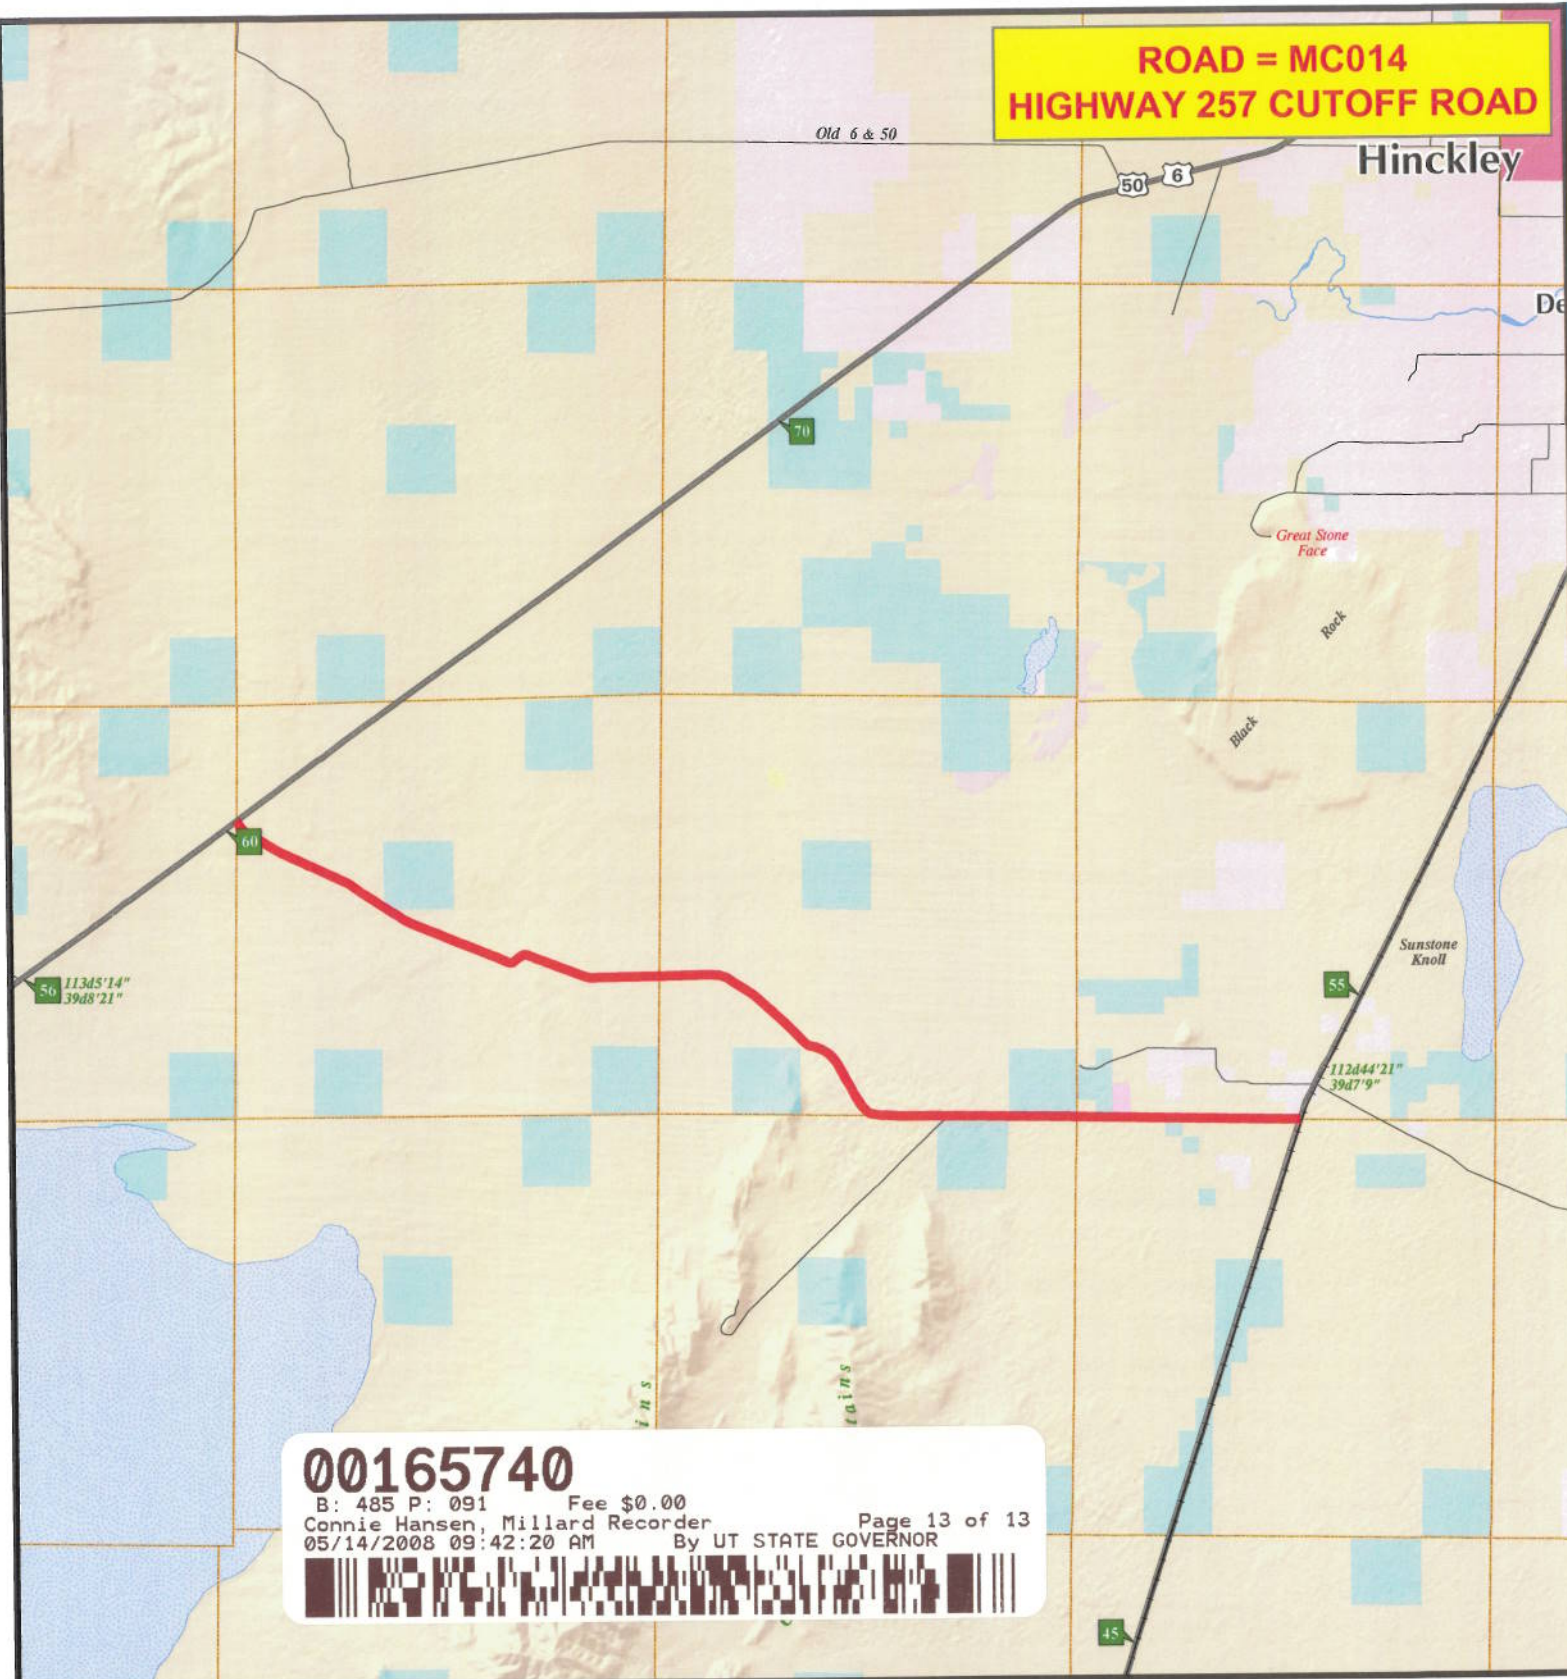 ROAD = MC014
HIGHWAY 257 CUTOFF ROAD
Old 6 & 50
Hinckley
50
6
De
70
Great Stone
Face
Rock
Black
60
Sunstone
Knoll
55
56
113d5'14"
39d8'21"
112d44'21"
39d7'9"
ins
tains
00165740
B: 485 P: 091 Fee $0.00
Connie Hansen, Millard Recorder Page 13 of 13
05/14/2008 09:42:20 AM By UT STATE GOVERNOR
45